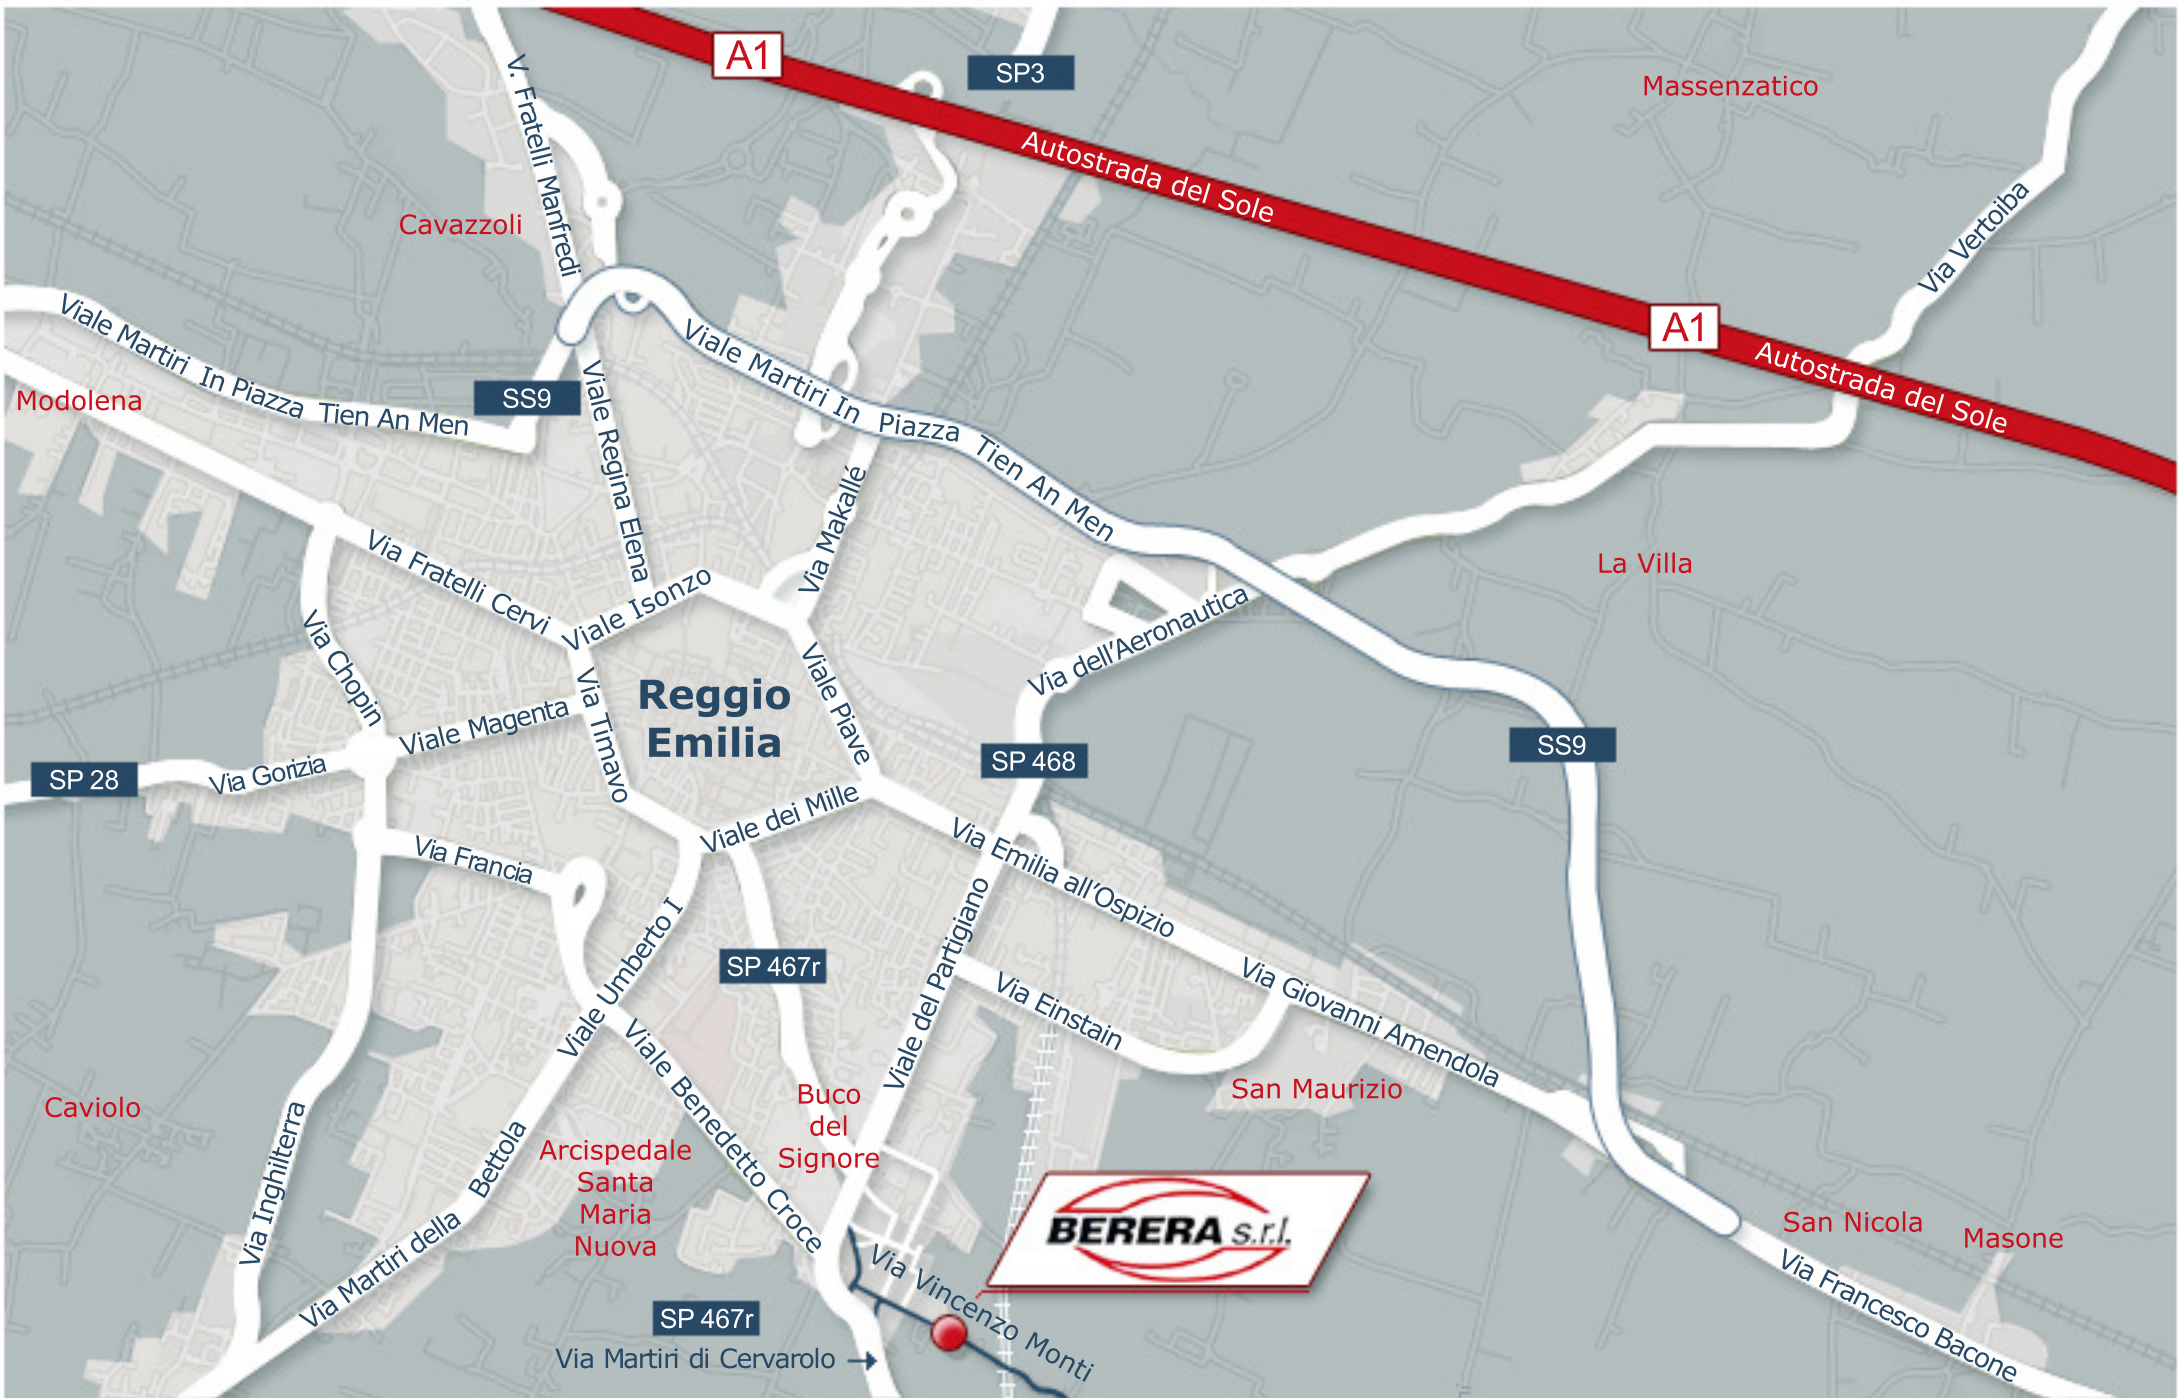 A1
SP3
Massenzatico
V. Fratelli Manfredi
Autostrada del Sole
Cavazzoli
Via Vertoiba
Viale Martiri In Piazza Tien An Men
A1
Autostrada del Sole
Viale Martiri In Piazza Tien An Men
SS9
Modolena
Viale Regina Elena
Via Makallé
Via Fratelli Cervi
Viale Isonzo
La Villa
Via dell'Aeronautica
Via Chopin
Via Timavo
Reggio
Emilia
Viale Piave
Viale Magenta
SP 28
Via Gorizia
SP 468
SS9
Viale dei Mille
Via Francia
Via Emilia all'Ospizio
Viale Umberto I
SP 467r
Viale del Partigiano
Via Einstain
Via Giovanni Amendola
Viale Benedetto Croce
San Maurizio
Caviolo
Buco
del
Signore
Via Inghilterra
Via Martiri della Bettola
Arcispedale
Santa
Maria
Nuova
BERERA s.r.l.
San Nicola
Masone
Via Vincenzo Monti
Via Francesco Bacone
SP 467r
Via Martiri di Cervarolo